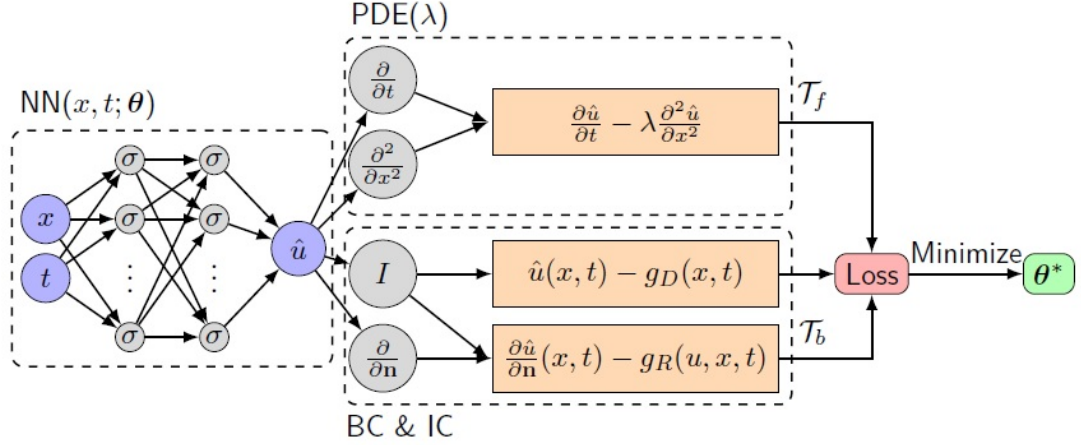 PDE(λ)
NN(x, t; θ)
∂/∂t
∂²/∂x²
∂û/∂t − λ ∂²û/∂x²
𝒯_f
σ σ
x σ σ
t ⋮ ⋮
σ σ
û
I
û(x, t) − g_D(x, t)
∂/∂n
∂û/∂n (x, t) − g_R(u, x, t)
𝒯_b
BC & IC
Loss
Minimize
θ*